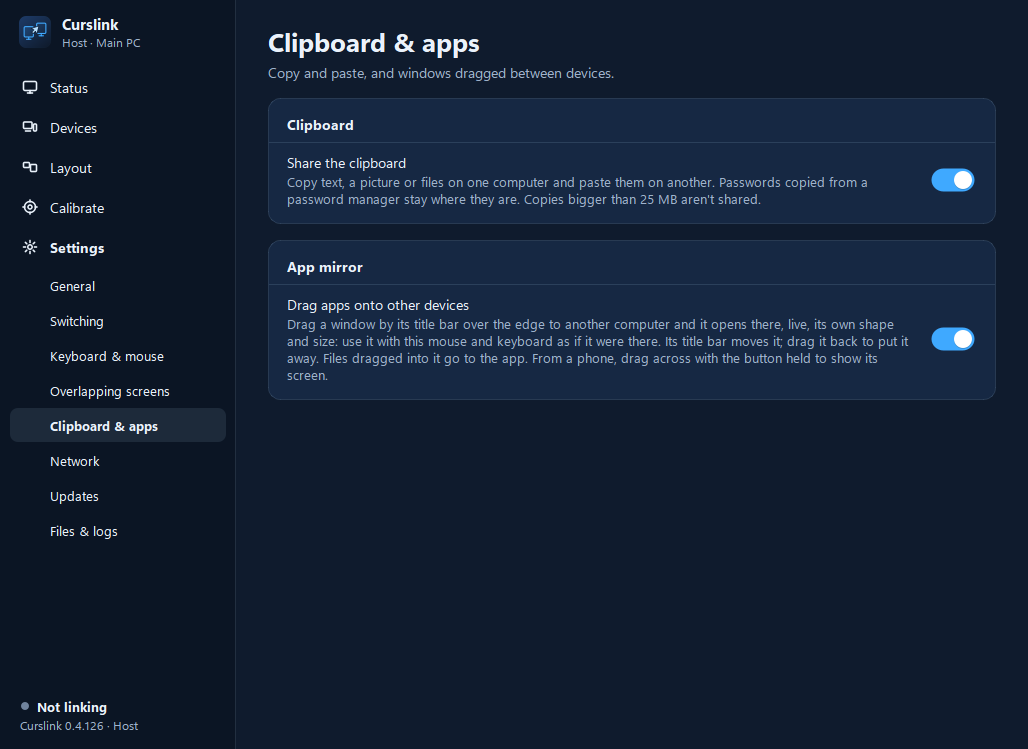 Curslink
Host · Main PC
Status
Devices
Layout
Calibrate
Settings
General
Switching
Keyboard & mouse
Overlapping screens
Clipboard & apps
Network
Updates
Files & logs
Not linking
Curslink 0.4.126 · Host
Clipboard & apps
Copy and paste, and windows dragged between devices.
Clipboard
Share the clipboard
Copy text, a picture or files on one computer and paste them on another. Passwords copied from a
password manager stay where they are. Copies bigger than 25 MB aren't shared.
App mirror
Drag apps onto other devices
Drag a window by its title bar over the edge to another computer and it opens there, live, its own shape
and size: use it with this mouse and keyboard as if it were there. Its title bar moves it; drag it back to put it
away. Files dragged into it go to the app. From a phone, drag across with the button held to show its
screen.